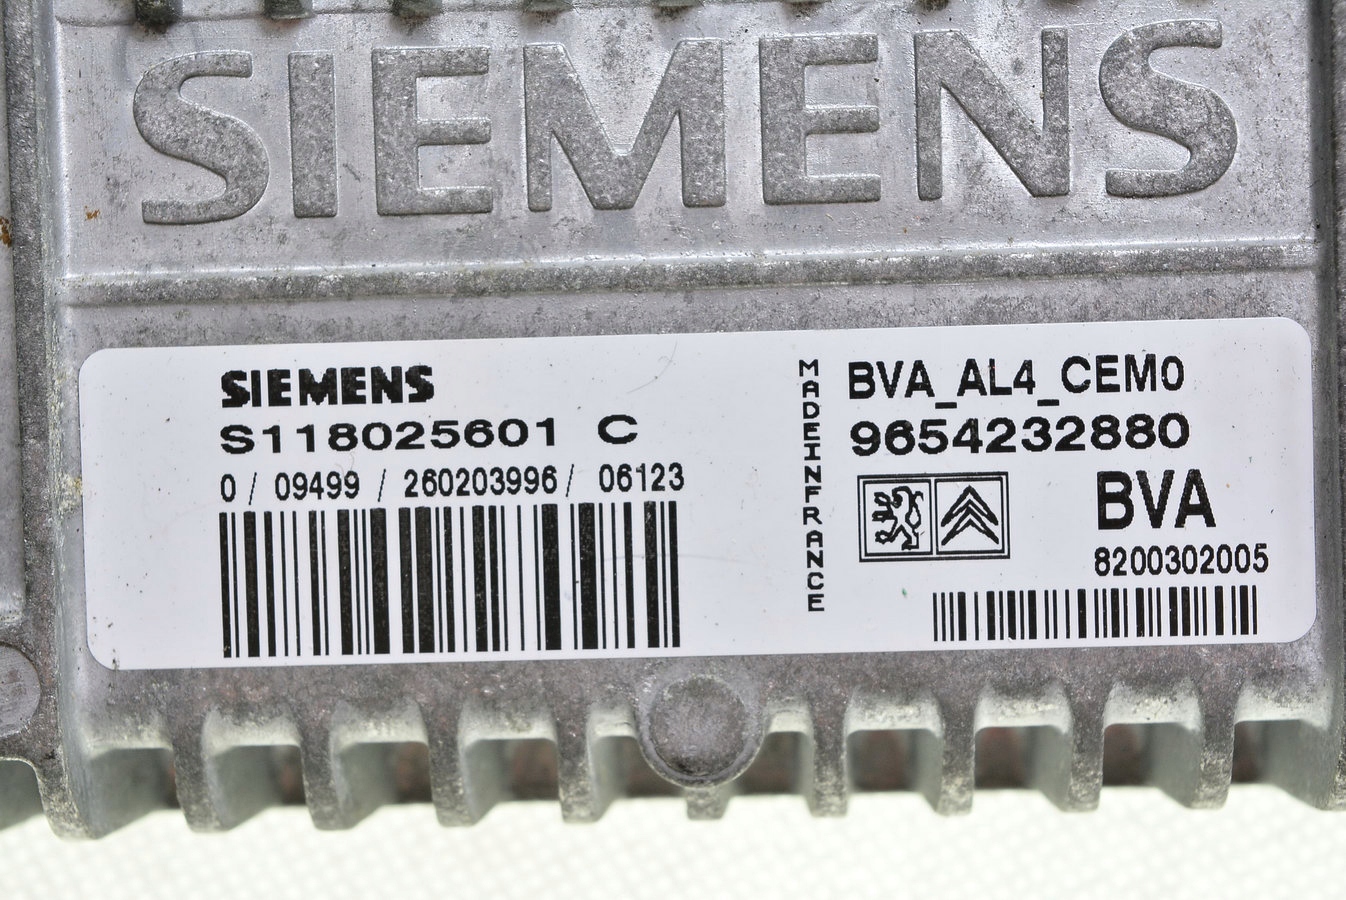 SIEMENS
SIEMENS
S118025601 C
0 / 09499 / 260203996 / 06123
MADEINFRANCE
BVA_AL4_CEM0
9654232880
BVA
8200302005